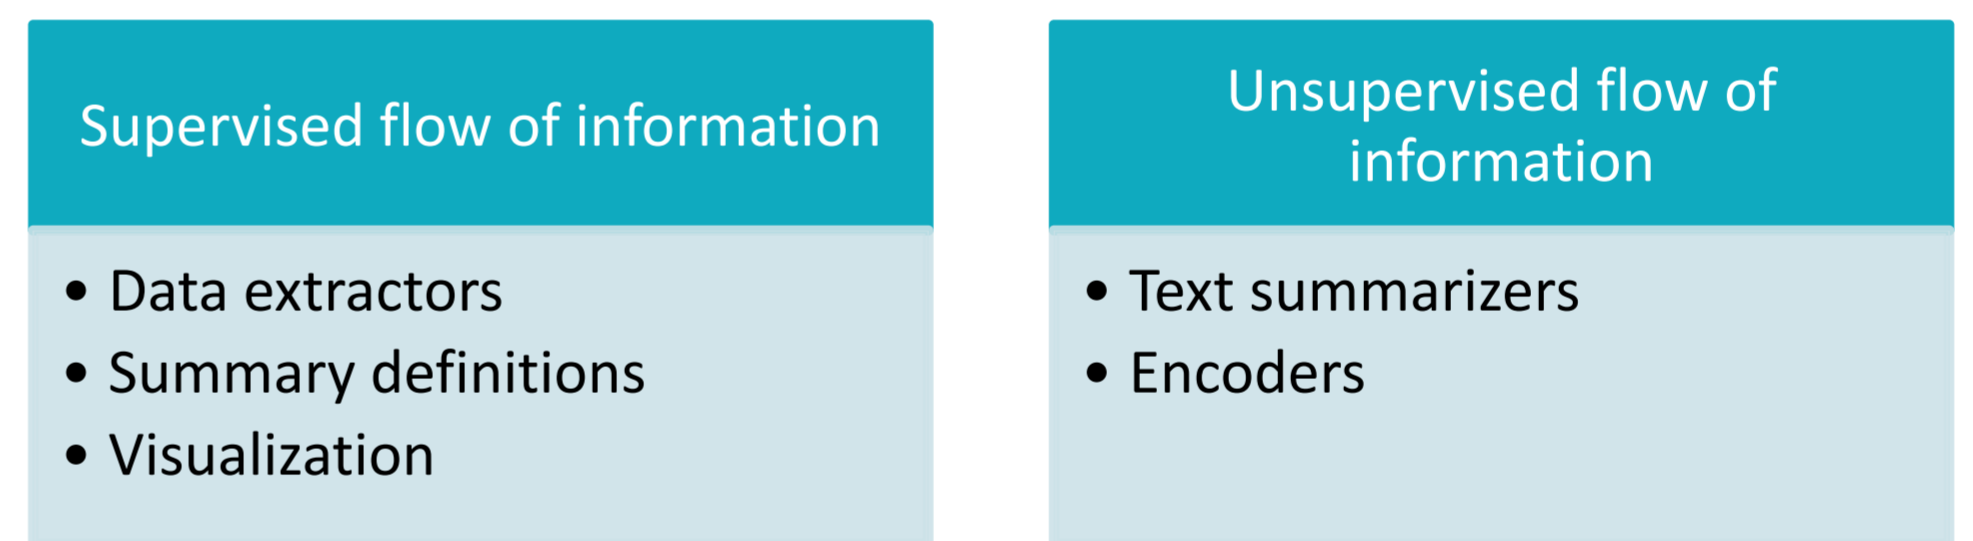 Supervised flow of information
• Data extractors
• Summary definitions
• Visualization
Unsupervised flow of
information
• Text summarizers
• Encoders